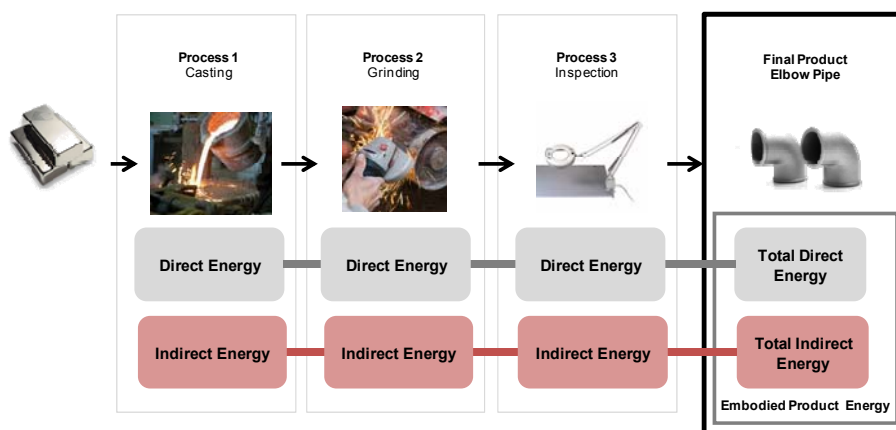 Process 1
Casting
Process 2
Grinding
Process 3
Inspection
Final Product
Elbow Pipe
Direct Energy
Direct Energy
Direct Energy
Total Direct
Energy
Indirect Energy
Indirect Energy
Indirect Energy
Total Indirect
Energy
Embodied Product Energy